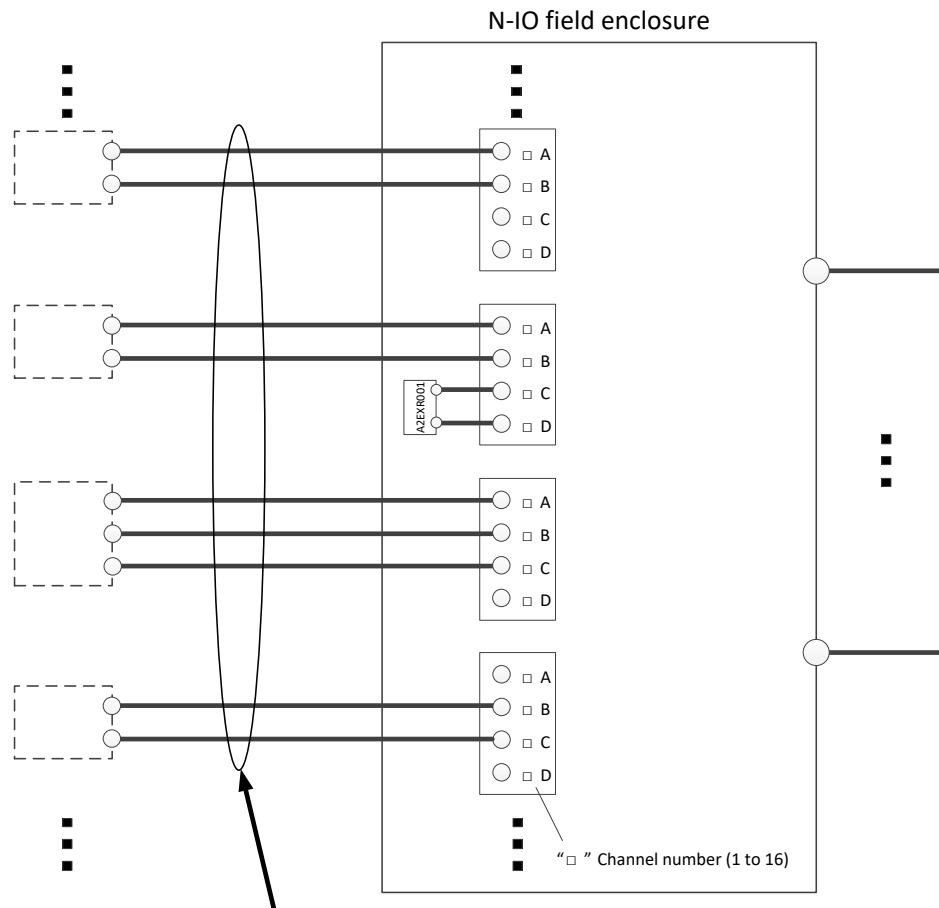 N-IO field enclosure
□ A
□ B
□ C
□ D
□ A
□ B
□ C
□ D
A2EXR001
□ A
□ B
□ C
□ D
□ A
□ B
□ C
□ D
“□ ” Channel number (1 to 16)